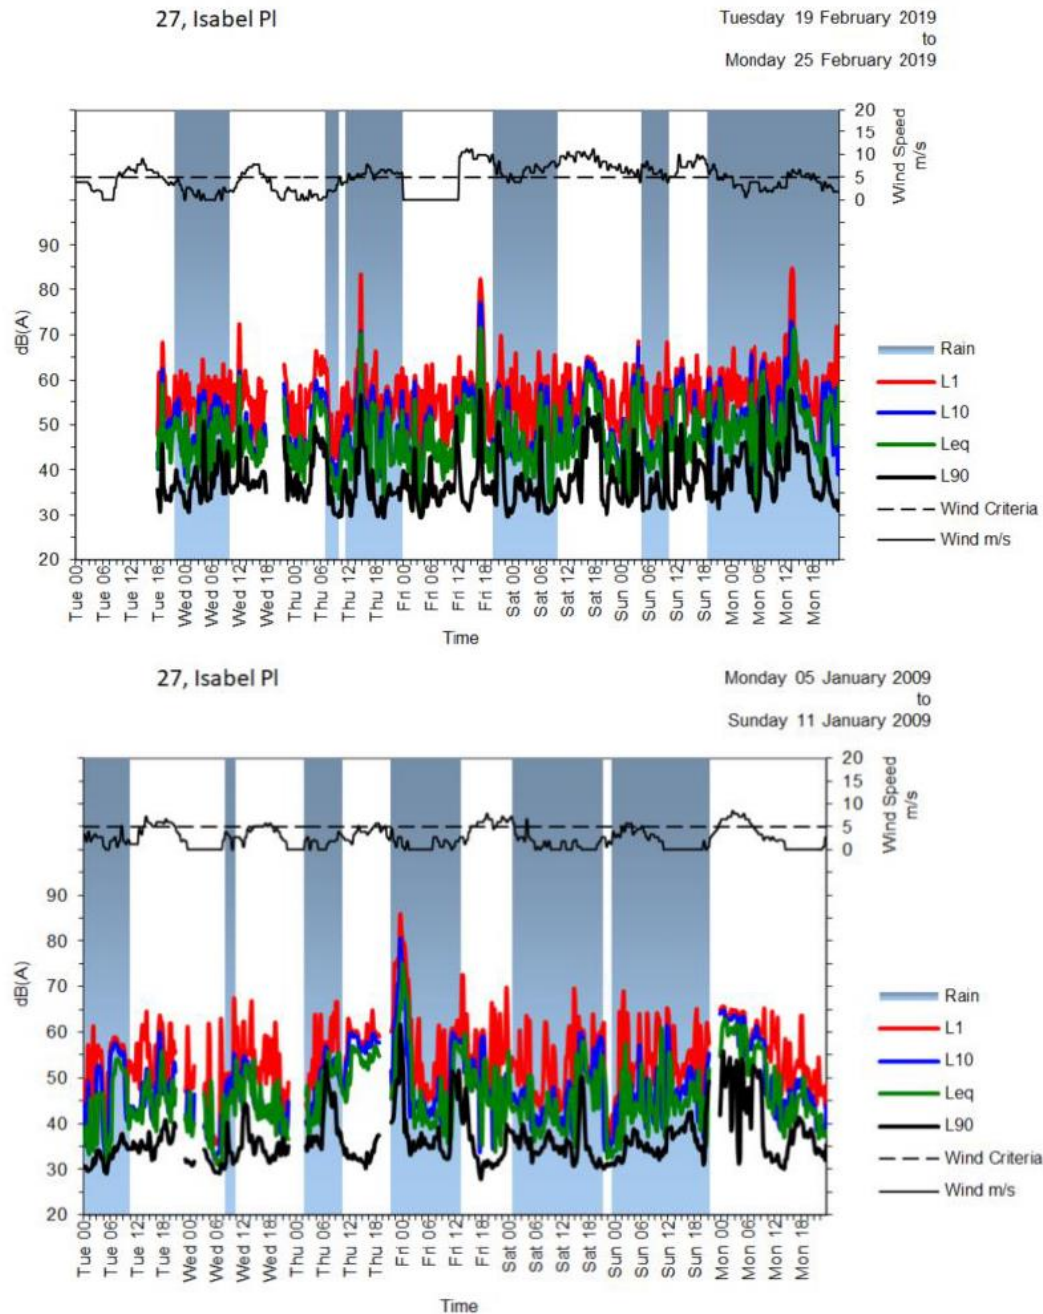 27, Isabel Pl
Tuesday 19 February 2019
to
Monday 25 February 2019
20
15
10
5
0
Wind Speed
m/s
90
80
70
60
50
40
30
20
dB(A)
Rain
L1
L10
Leq
L90
Wind Criteria
Wind m/s
Tue 00
Tue 06
Tue 12
Tue 18
Wed 00
Wed 06
Wed 12
Wed 18
Thu 00
Thu 06
Thu 12
Thu 18
Fri 00
Fri 06
Fri 12
Fri 18
Sat 00
Sat 06
Sat 12
Sat 18
Sun 00
Sun 06
Sun 12
Sun 18
Mon 00
Mon 06
Mon 12
Mon 18
Time
27, Isabel Pl
Monday 05 January 2009
to
Sunday 11 January 2009
20
15
10
5
0
Wind Speed
m/s
90
80
70
60
50
40
30
20
dB(A)
Rain
L1
L10
Leq
L90
Wind Criteria
Wind m/s
Tue 00
Tue 06
Tue 12
Tue 18
Wed 00
Wed 06
Wed 12
Wed 18
Thu 00
Thu 06
Thu 12
Thu 18
Fri 00
Fri 06
Fri 12
Fri 18
Sat 00
Sat 06
Sat 12
Sat 18
Sun 00
Sun 06
Sun 12
Sun 18
Mon 00
Mon 06
Mon 12
Mon 18
Time